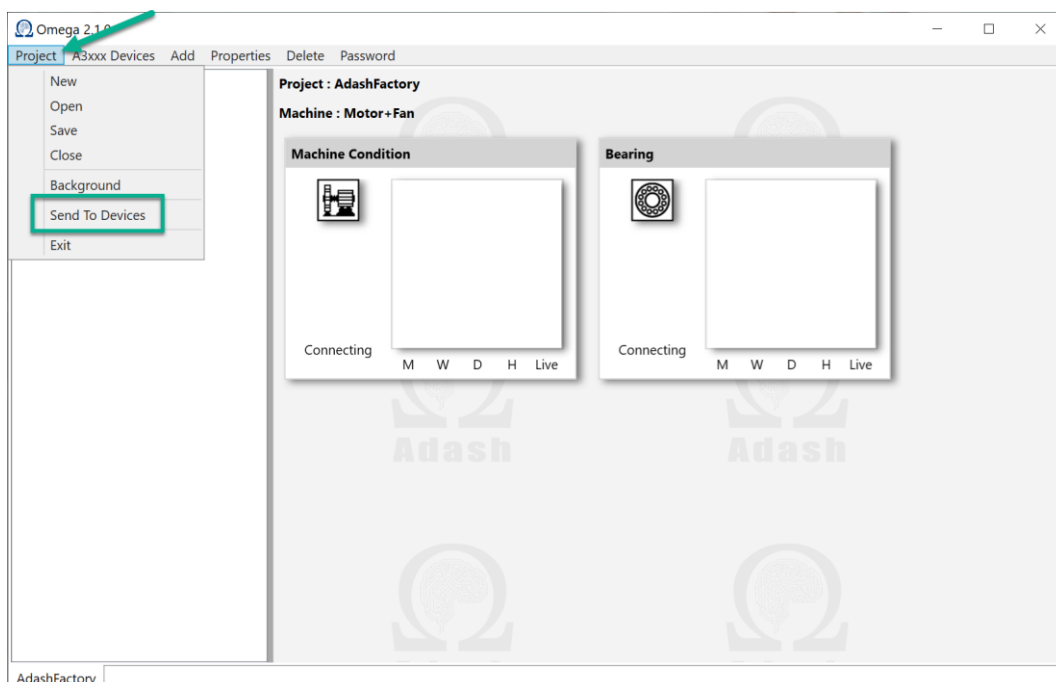 Omega 2.1.0
Project A3xxx Devices Add Properties Delete Password
New
Open
Save
Close
Background
Send To Devices
Exit
Project : AdashFactory
Machine : Motor+Fan
Machine Condition
Connecting
M W D H Live
Bearing
Connecting
M W D H Live
Adash Adash
AdashFactory